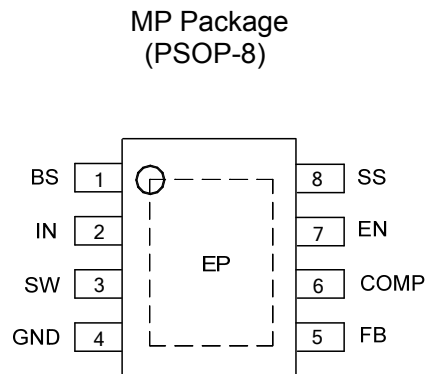 MP Package
(PSOP-8)
BS 1 8 SS
IN 2 7 EN
EP
SW 3 6 COMP
GND 4 5 FB